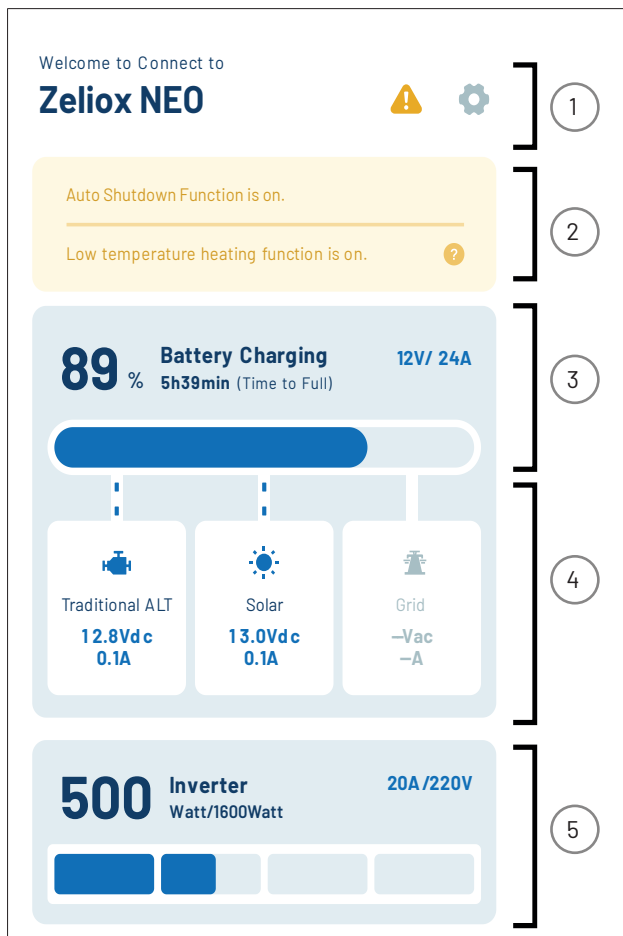 Welcome to Connect to
Zeliox NEO
1
Auto Shutdown Function is on.
Low temperature heating function is on.
?
2
89 %
Battery Charging
5h39min (Time to Full)
12V/ 24A
3
Traditional ALT
12.8Vdc
0.1A
Solar
13.0Vdc
0.1A
Grid
–Vac
–A
4
500
Inverter
Watt/1600Watt
20A/220V
5